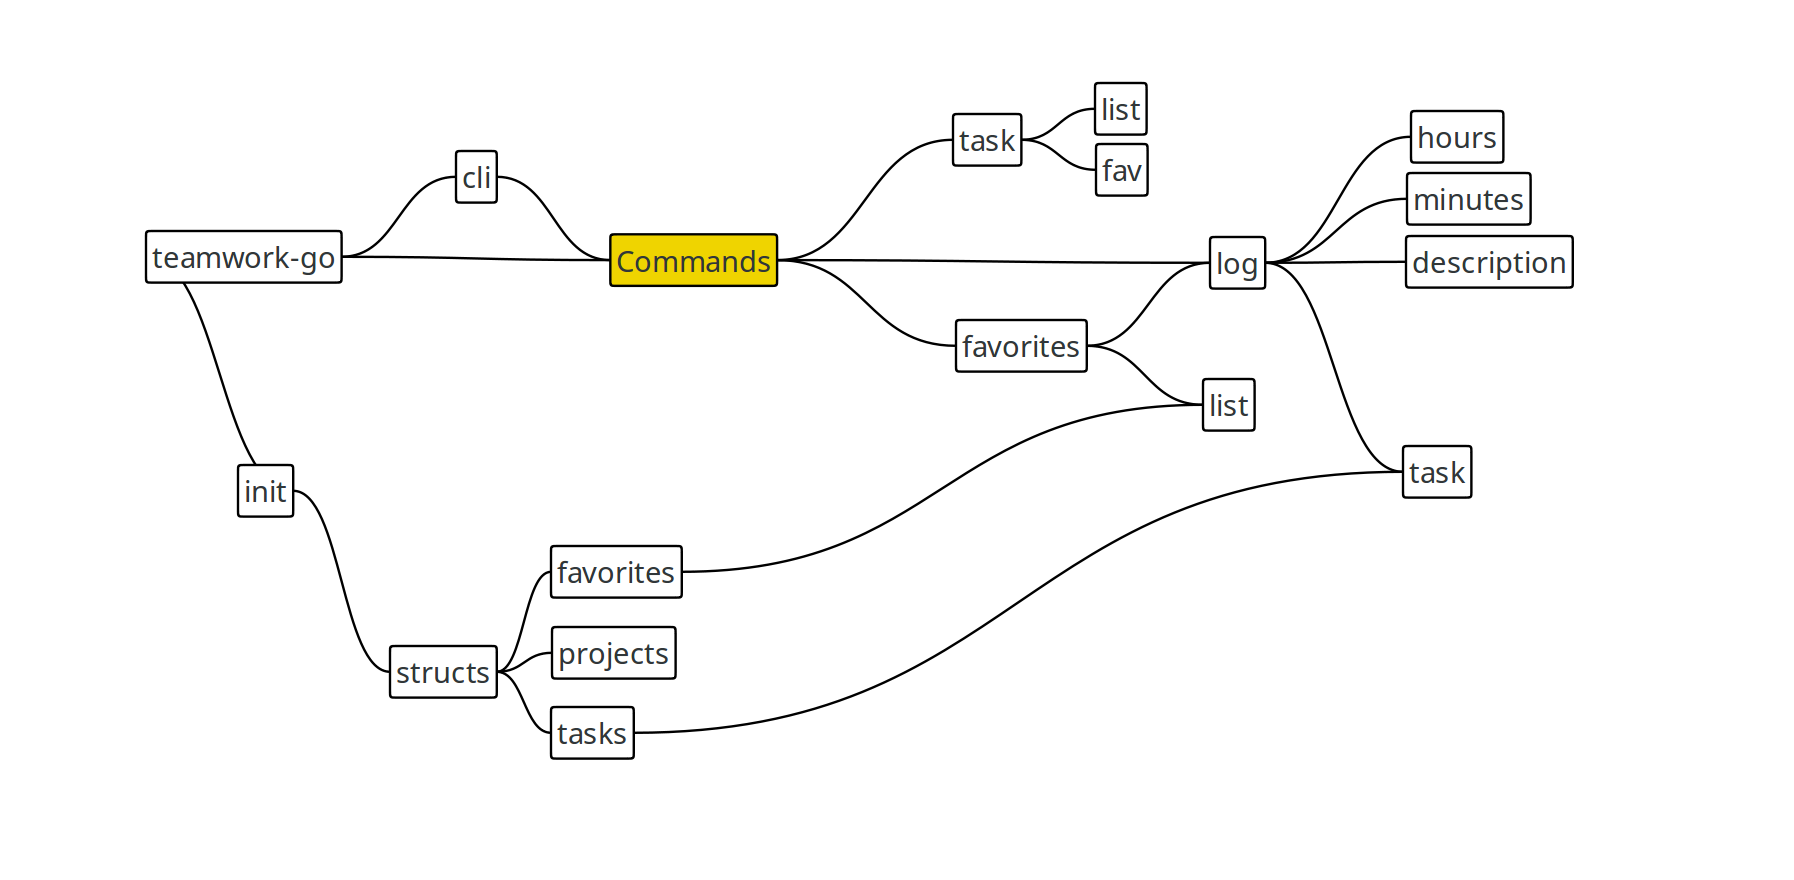 teamwork-go
cli
Commands
task
list
fav
log
hours
minutes
description
favorites
list
task
init
structs
favorites
projects
tasks